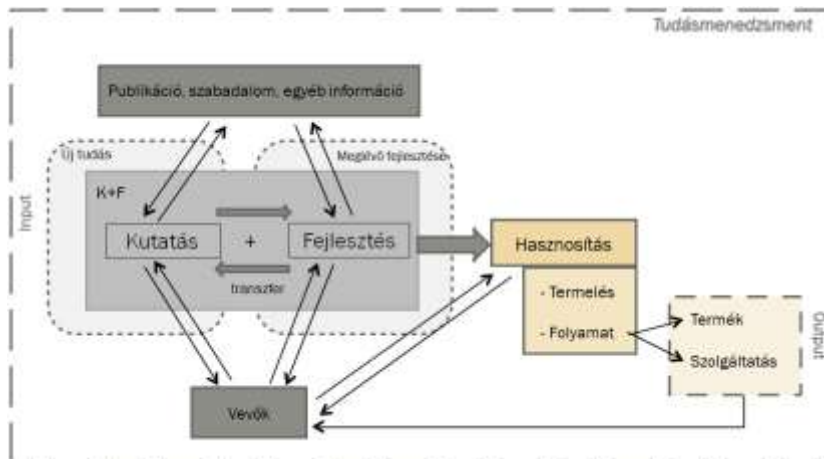 Tudásmenedzsment
Publikáció, szabadalom, egyéb információ
Új tudás
Meglévő fejlesztése
Input
K+F
Kutatás + Fejlesztés
transzfer
Hasznosítás
- Termelés
- Folyamat
Termék
Szolgáltatás
Output
Vevők